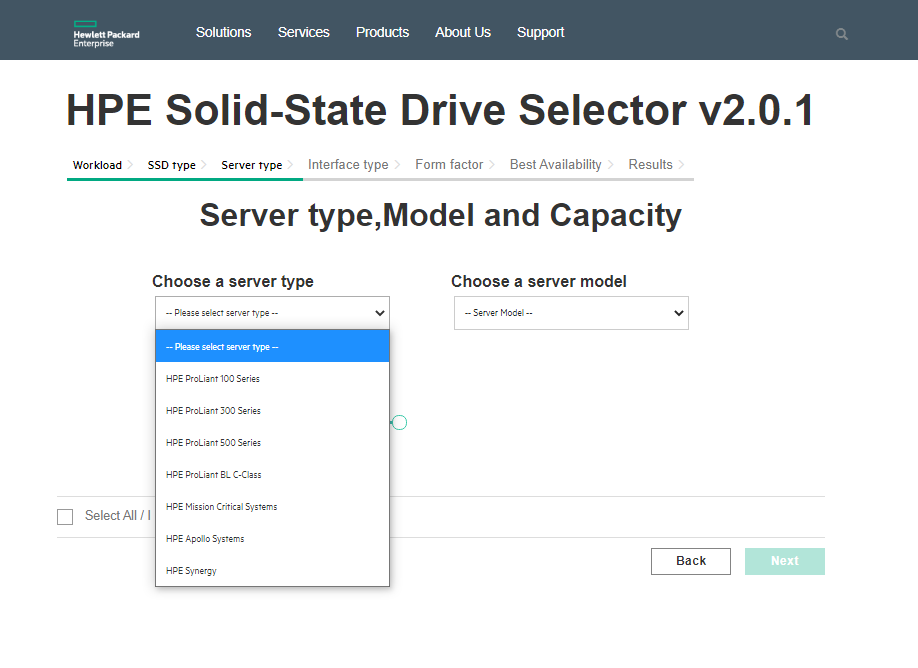 Hewlett Packard
Enterprise
Solutions Services Products About Us Support
HPE Solid-State Drive Selector v2.0.1
Workload SSD type Server type Interface type Form factor Best Availability Results
Server type,Model and Capacity
Choose a server type Choose a server model
-- Please select server type -- -- Server Model --
-- Please select server type --
HPE ProLiant 100 Series
HPE ProLiant 300 Series
HPE ProLiant 500 Series
HPE ProLiant BL C-Class
HPE Mission Critical Systems
Select All / I
HPE Apollo Systems
HPE Synergy
Back Next